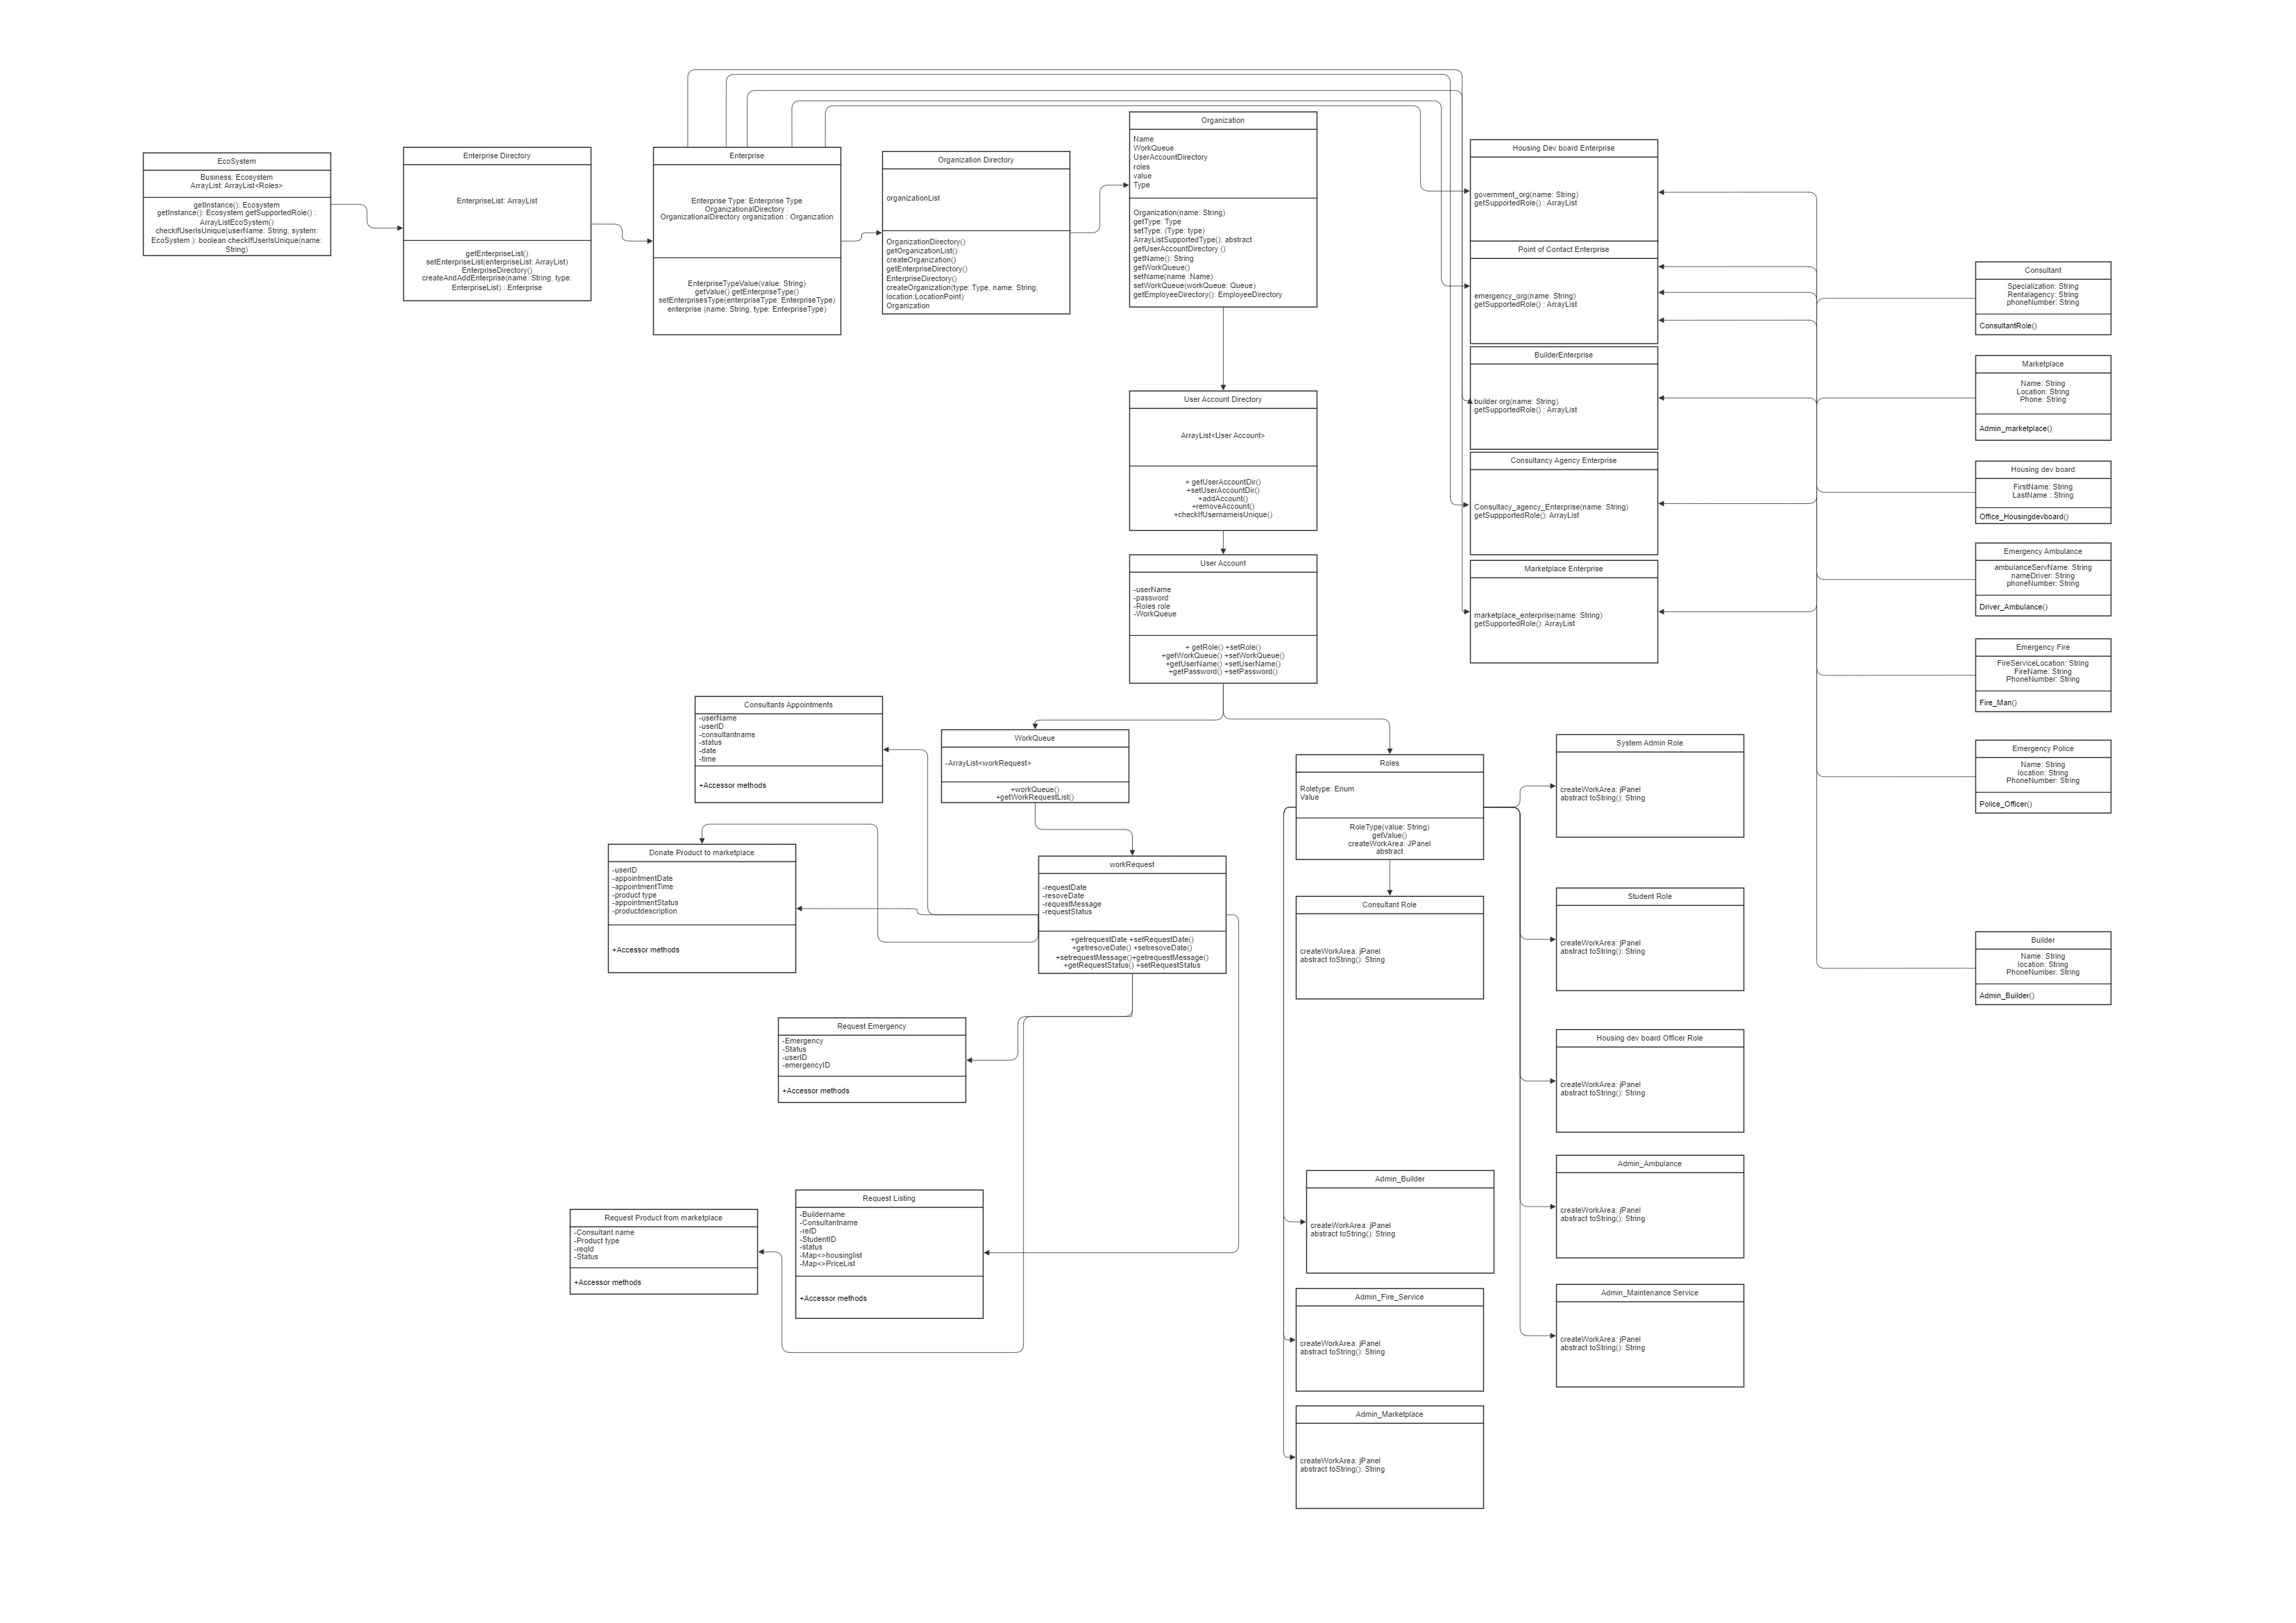 EcoSystem
Business: Ecosystem
ArrayList: ArrayList<Roles>
getInstance(): Ecosystem
getInstance(): Ecosystem getSupportedRole() :
ArrayListEcoSystem()
checkifUserIsUnique(userName: String, system:
EcoSystem ): boolean checkIfUserIsUnique(name:
String)
Enterprise Directory
EnterpriseList: ArrayList
getEnterpriseList()
setEnterpriseList(enterpriseList: ArrayList)
EnterpriseDirectory()
createAndAddEnterprise(name: String, type:
EnterpriseList) : Enterprise
Enterprise
Enterprise Type: Enterprise Type
OrganizationalDirectory :
OrganizationalDirectory organization : Organization
EnterpriseTypeValue(value: String)
getValue() getEnterpriseType()
setEnterprisesType(enterpriseType: EnterpriseType)
enterprise (name: String, type: EnterpriseType)
Organization Directory
organizationList
OrganizationDirectory()
getOrganizationList()
createOrganization()
getEnterpriseDirectory()
EnterpriseDirectory()
createOrganization(type: Type, name: String,
location:LocationPoint)
Organization
Organization
Name
WorkQueue
UserAccountDirectory
roles
value
Type
Organization(name: String)
getType: Type
setType: (Type: type)
ArrayListSupportedType(): abstract
getUserAccountDirectory ()
getName(): String
getWorkQueue()
setName(name :Name)
setWorkQueue(workQueue: Queue)
getEmployeeDirectory(): EmployeeDirectory
Housing Dev board Enterprise
government_org(name: String)
getSupportedRole() : ArrayList
Point of Contact Enterprise
emergency_org(name: String)
getSupportedRole() : ArrayList
BuilderEnterprise
builder.org(name: String)
getSupportedRole() : ArrayList
Consultancy Agency Enterprise
Consultacy_agency_Enterprise(name: String)
getSuppportedRole(): ArrayList
Marketplace Enterprise
marketplace_enterprise(name: String)
getSupportedRole(): ArrayList
Consultant
Specialization: String
Rentalagency: String
phoneNumber: String
ConsultantRole()
Marketplace
Name: String
Location: String
Phone: String
Admin_marketplace()
Housing dev board
FirstName: String
LastName : String
Office_Housingdevboard()
Emergency Ambulance
ambulanceServName: String
nameDriver: String
phoneNumber: String
Driver_Ambulance()
Emergency Fire
FireServiceLocation: String
FireName: String
PhoneNumber: String
Fire_Man()
Emergency Police
Name: String
location: String
PhoneNumber: String
Police_Officer()
Builder
Name: String
location: String
PhoneNumber: String
Admin_Builder()
User Account Directory
ArrayList<User Account>
+ getUserAccountDir()
+setUserAccountDir()
+addAccount()
+removeAccount()
+checkIfUsernameisUnique()
User Account
-userName
-password
-Roles role
-WorkQueue
+ getRole() +setRole()
+getWorkQueue() +setWorkQueue()
+getUserName() +setUserName()
+getPassword() +setPassword()
Consultants Appointments
-userName
-userID
-consultantname
-status
-date
-time
+Accessor methods
WorkQueue
-ArrayList<workRequest>
+workQueue()
+getWorkRequestList()
Roles
Roletype: Enum
Value
RoleType(value: String)
getValue()
createWorkArea: JPanel
abstract
System Admin Role
createWorkArea: jPanel
abstract toString(): String
Donate Product to marketplace
-userID
-appointmentDate
-appointmentTime
-product type
-appointmentStatus
-productdescription
+Accessor methods
workRequest
-requestDate
-resoveDate
-requestMessage
-requestStatus
+getrequestDate +setRequestDate()
+getresoveDate() +setresoveDate()
+setrequestMessage()+getrequestMessage()
+getRequestStatus() +setRequestStatus
Consultant Role
createWorkArea: jPanel
abstract toString(): String
Student Role
createWorkArea: jPanel
abstract toString(): String
Request Emergency
-Emergency
-Status
-userID
-emergencyID
+Accessor methods
Housing dev board Officer Role
createWorkArea: jPanel
abstract toString(): String
Admin_Builder
createWorkArea: jPanel
abstract toString(): String
Admin_Ambulance
createWorkArea: jPanel
abstract toString(): String
Request Product from marketplace
-Consultant name
-Product type
-reqId
-Status
+Accessor methods
Request Listing
-Buildername
-Consultantname
-reID
-StudentID
-status
-Map<>housinglist
-Map<>PriceList
+Accessor methods
Admin_Fire_Service
createWorkArea: jPanel
abstract toString(): String
Admin_Maintenance Service
createWorkArea: jPanel
abstract toString(): String
Admin_Marketplace
createWorkArea: jPanel
abstract toString(): String